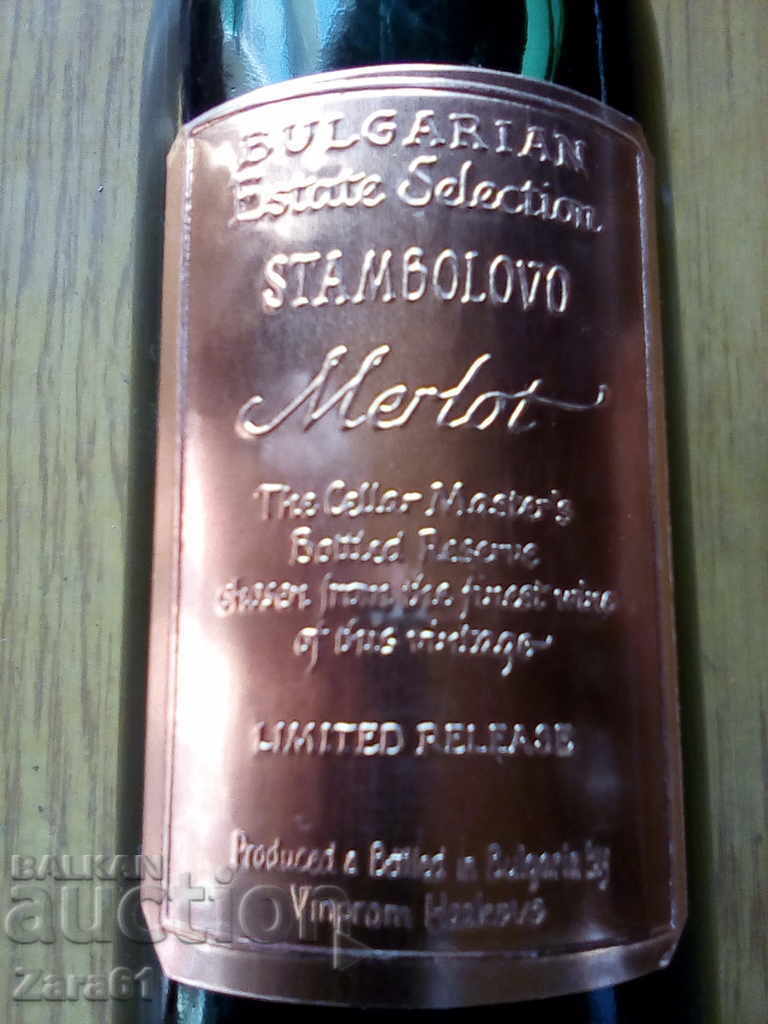 BULGARIAN
Estate Selection
STAMBOLOVO
Merlot
The Cellar Master's
Bottled Reserve
chosen from the finest wine
of this vintage
LIMITED RELEASE
Produced & Bottled in Bulgaria by
Vinprom Haskovo
BALKAN
auction
Zara61